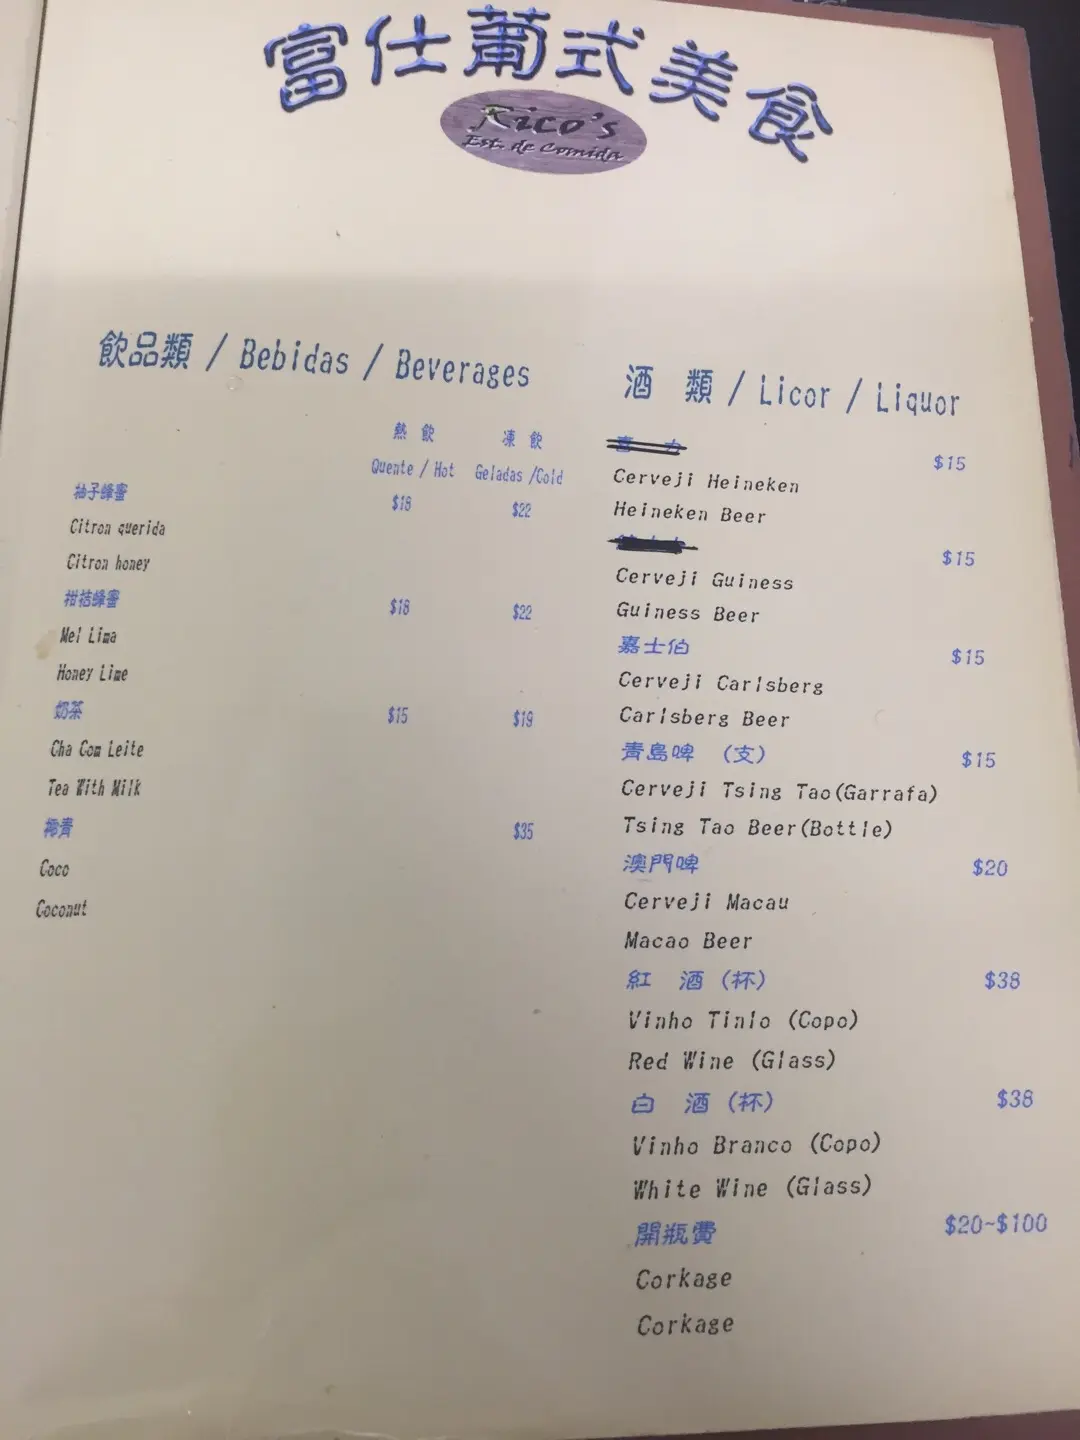 富仕葡式美食
Rico's
Est. de Comida
飲品類 / Bebidas / Beverages
熱 飲 凍 飲
Quente / Hot Geladas /Cold
柚子蜂蜜 $18 $22
Citron querida
Citron honey
柑桔蜂蜜 $18 $22
Mel Lima
Honey Lime
奶茶 $15 $19
Cha Com Leite
Tea With Milk
椰青 $35
Coco
Coconut
酒 類 / Licor / Liquor
$15
Cerveji Heineken
Heineken Beer
$15
Cerveji Guiness
Guiness Beer
嘉士伯 $15
Cerveji Carlsberg
Carlsberg Beer
青島啤 （支） $15
Cerveji Tsing Tao(Garrafa)
Tsing Tao Beer(Bottle)
澳門啤 $20
Cerveji Macau
Macao Beer
紅 酒（杯） $38
Vinho Tinlo (Copo)
Red Wine (Glass)
白 酒（杯） $38
Vinho Branco (Copo)
White Wine (Glass)
開瓶費 $20~$100
Corkage
Corkage